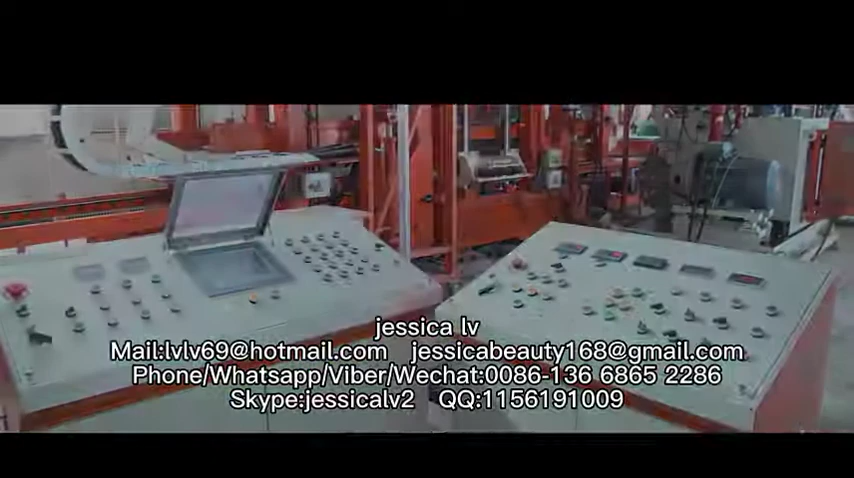 jessica lv
Mail:lvlv69@hotmail.com jessicabeauty168@gmail.com
Phone/Whatsapp/Viber/Wechat:0086-136 6865 2286
Skype:jessicalv2 QQ:1156191009